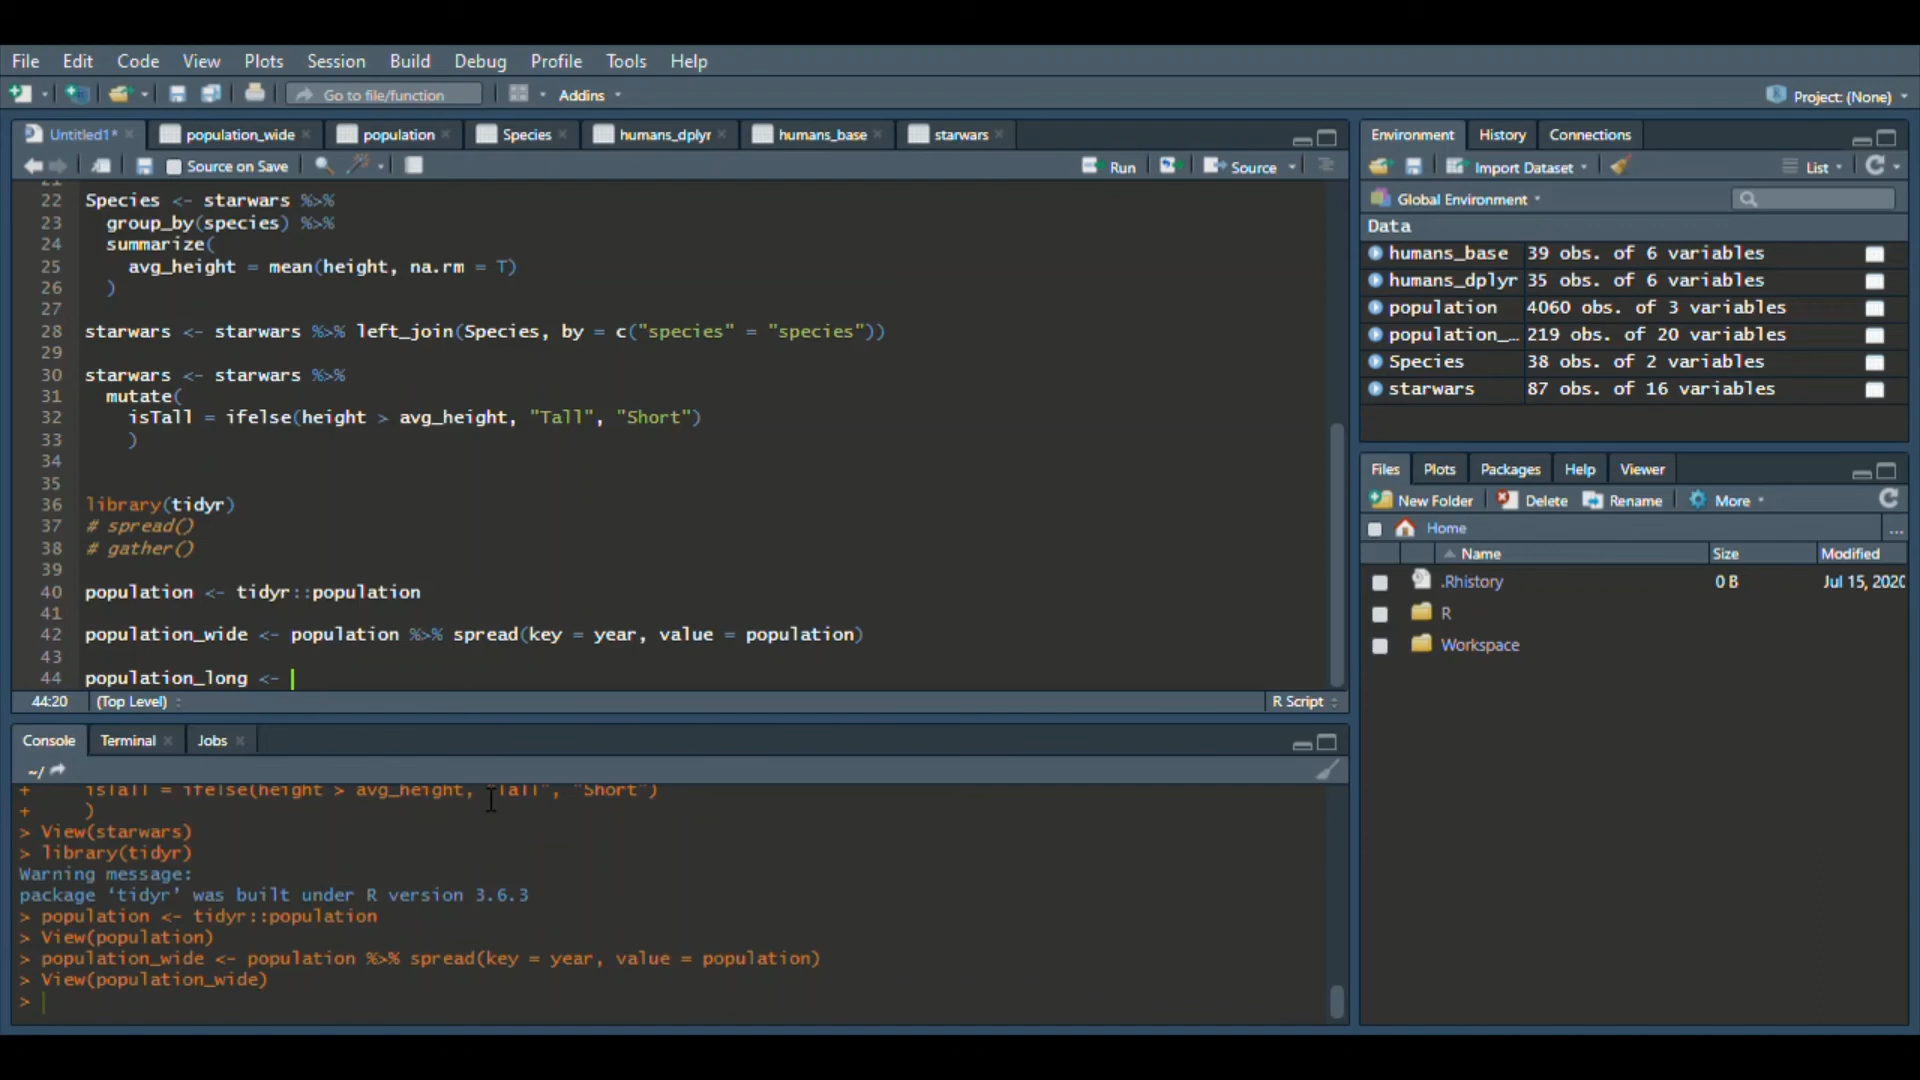 File Edit Code View Plots Session Build Debug Profile Tools Help
Go to file/function Addins Project: (None)
Untitled1* population_wide population Species humans_dplyr humans_base starwars
Source on Save Run Source
21
22 Species <- starwars %>%
23 group_by(species) %>%
24 summarize(
25 avg_height = mean(height, na.rm = T)
26 )
27
28 starwars <- starwars %>% left_join(Species, by = c("species" = "species"))
29
30 starwars <- starwars %>%
31 mutate(
32 isTall = ifelse(height > avg_height, "Tall", "Short")
33 )
34
35
36 library(tidyr)
37 # spread()
38 # gather()
39
40 population <- tidyr::population
41
42 population_wide <- population %>% spread(key = year, value = population)
43
44 population_long <-
44:20 (Top Level) R Script
Console Terminal Jobs
~/
+ isTall = ifelse(height > avg_height, "Tall", "Short")
+ )
> View(starwars)
> library(tidyr)
Warning message:
package ‘tidyr’ was built under R version 3.6.3
> population <- tidyr::population
> View(population)
> population_wide <- population %>% spread(key = year, value = population)
> View(population_wide)
>
Environment History Connections
Import Dataset List
Global Environment
Data
humans_base 39 obs. of 6 variables
humans_dplyr 35 obs. of 6 variables
population 4060 obs. of 3 variables
population_… 219 obs. of 20 variables
Species 38 obs. of 2 variables
starwars 87 obs. of 16 variables
Files Plots Packages Help Viewer
New Folder Delete Rename More
Home ...
Name Size Modified
.Rhistory 0 B Jul 15, 2020
R
Workspace